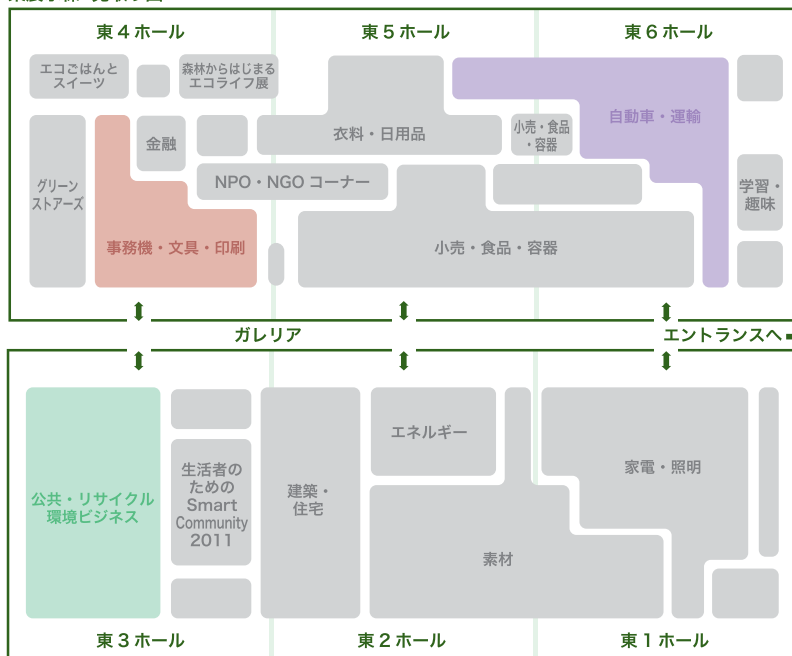 東4ホール
東5ホール
東6ホール
エコごはんと
スイーツ
森林からはじまる
エコライフ展
自動車・運輸
金融
衣料・日用品
小売・食品
・容器
グリーン
ストアーズ
NPO・NGOコーナー
学習・
趣味
事務機・文具・印刷
小売・食品・容器
ガレリア
エントランスへ
エネルギー
生活者の
ための
Smart
Community
2011
公共・リサイクル
環境ビジネス
建築・
住宅
家電・照明
素材
東3ホール
東2ホール
東1ホール